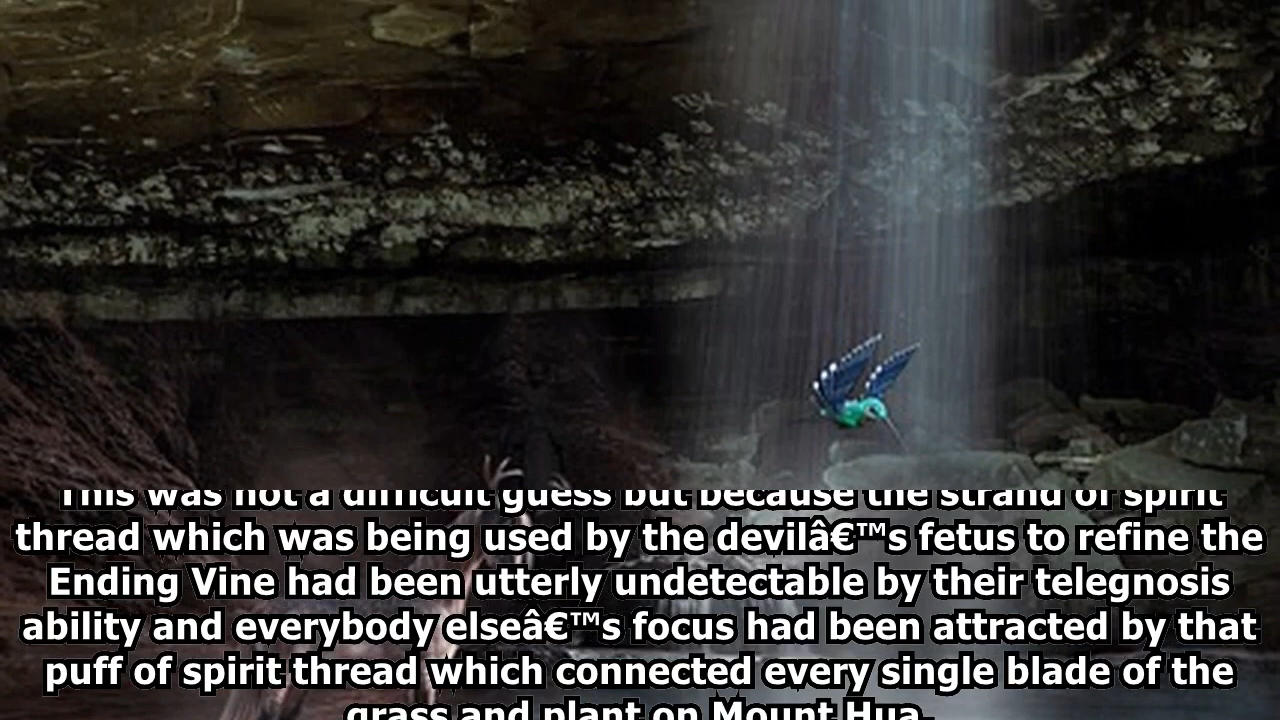 This was not a difficult guess but because the strand of spirit
thread which was being used by the devilâ€™s fetus to refine the
Ending Vine had been utterly undetectable by their telegnosis
ability and everybody elseâ€™s focus had been attracted by that
puff of spirit thread which connected every single blade of the
grass and plant on Mount Hua.